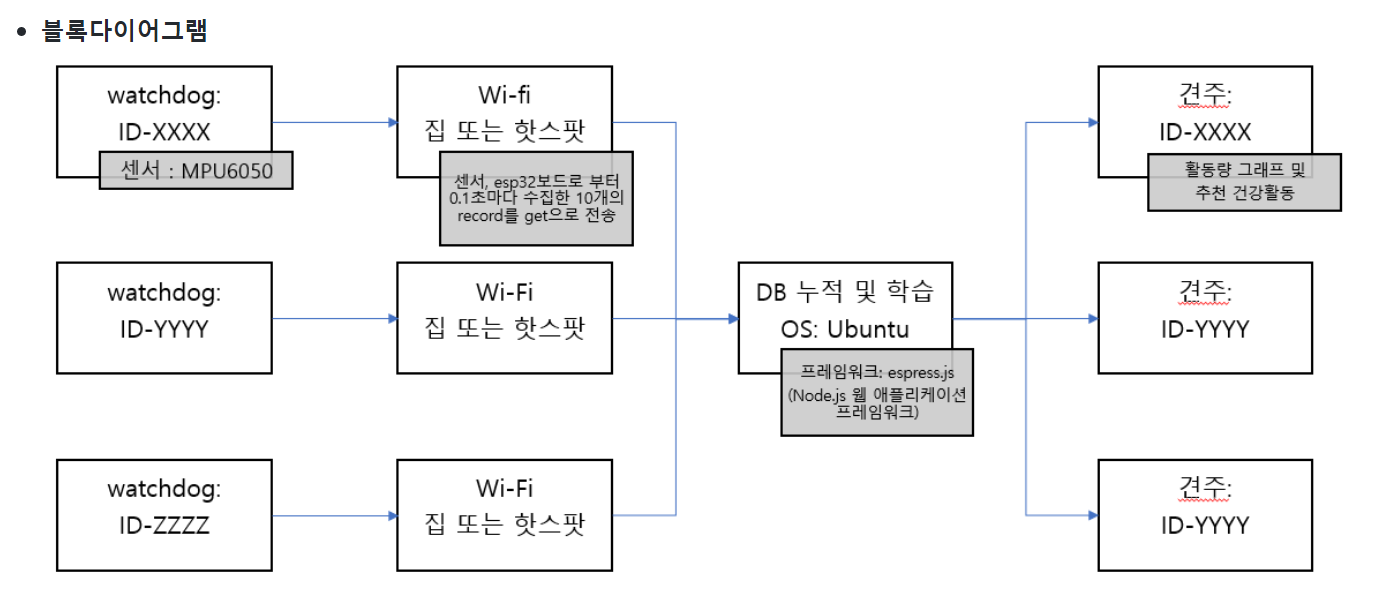 • 블록다이어그램
watchdog:
ID-XXXX
센서 : MPU6050
Wi-fi
집 또는 핫스팟
센서, esp32보드로 부터
0.1초마다 수집한 10개의
record를 get으로 전송
견주:
ID-XXXX
활동량 그래프 및
추천 건강활동
watchdog:
ID-YYYY
Wi-Fi
집 또는 핫스팟
DB 누적 및 학습
OS: Ubuntu
프레임워크: espress.js
(Node.js 웹 애플리케이션
프레임워크)
견주:
ID-YYYY
watchdog:
ID-ZZZZ
Wi-Fi
집 또는 핫스팟
견주:
ID-YYYY